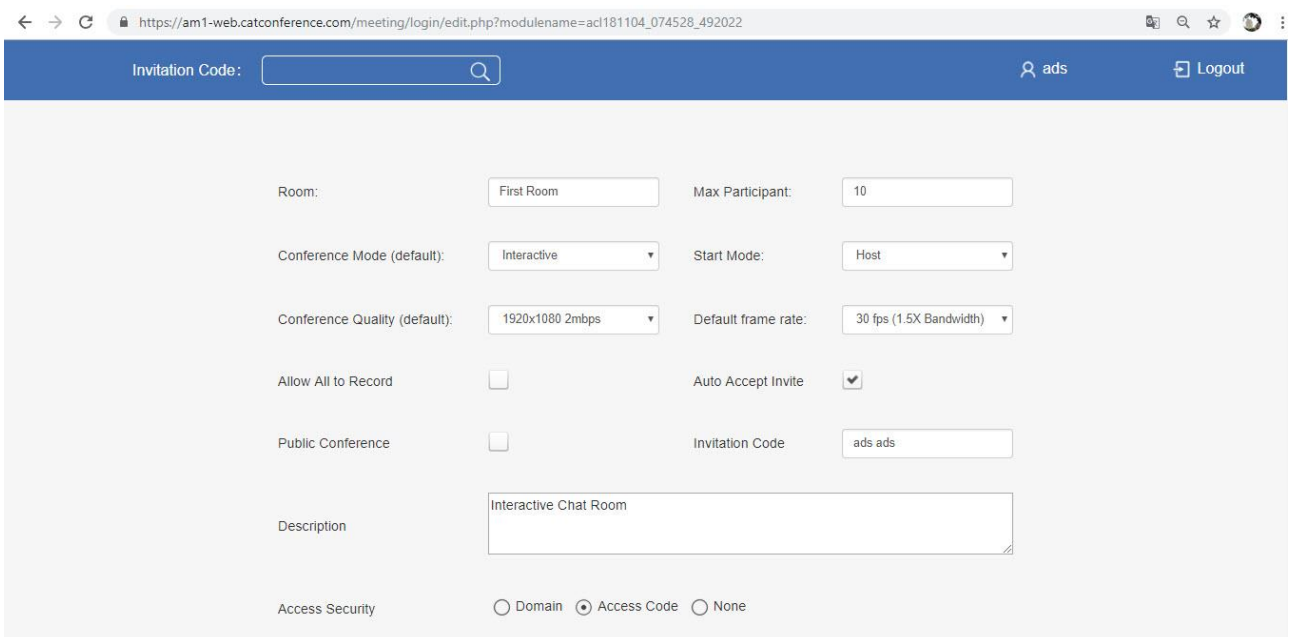 https://am1-web.catconference.com/meeting/login/edit.php?modulename=acl181104_074528_492022
Invitation Code: ads Logout
Room: First Room Max Participant: 10
Conference Mode (default): Interactive Start Mode: Host
Conference Quality (default): 1920x1080 2mbps Default frame rate: 30 fps (1.5X Bandwidth)
Allow All to Record Auto Accept Invite
Public Conference Invitation Code ads ads
Description Interactive Chat Room
Access Security Domain Access Code None